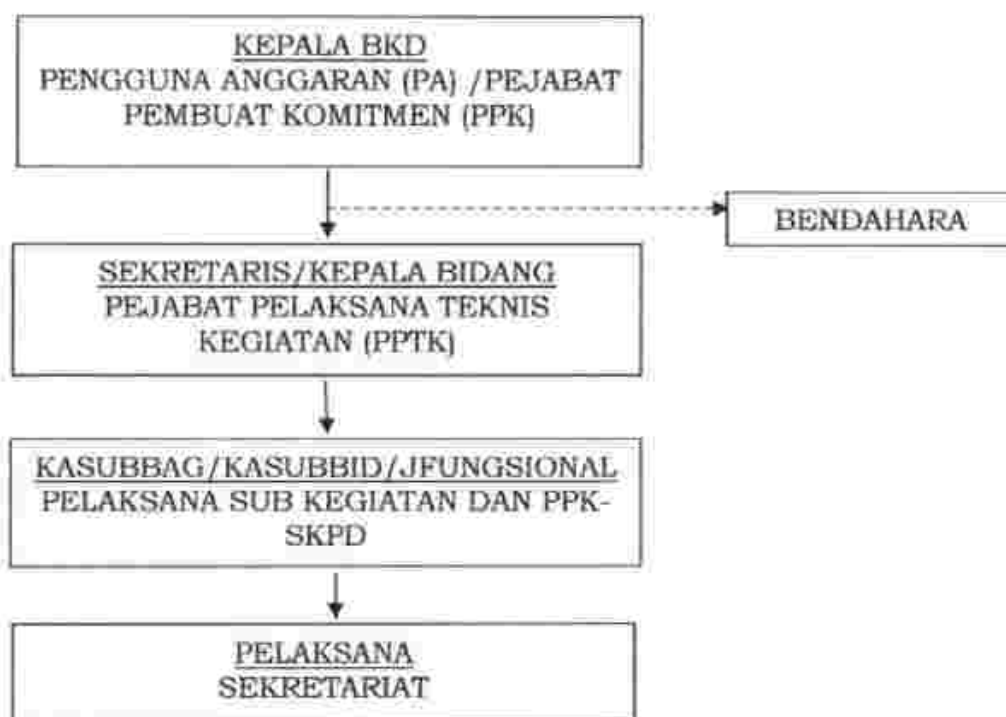 KEPALA BKD
PENGGUNA ANGGARAN (PA) /PEJABAT
PEMBUAT KOMITMEN (PPK)
BENDAHARA
SEKRETARIS/KEPALA BIDANG
PEJABAT PELAKSANA TEKNIS
KEGIATAN (PPTK)
KASUBBAG/KASUBBID/JFUNGSIONAL
PELAKSANA SUB KEGIATAN DAN PPK-
SKPD
PELAKSANA
SEKRETARIAT